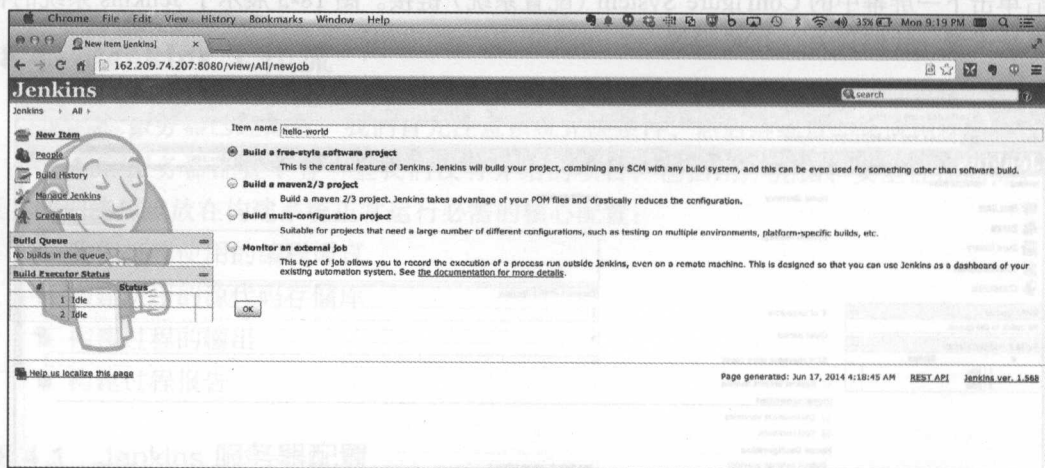 Chrome File Edit View History Bookmarks Window Help 35% Mon 9:19 PM
New Item [Jenkins]
162.209.74.207:8080/view/All/newJob
Jenkins
search
Jenkins All
New Item
People
Build History
Manage Jenkins
Credentials
Build Queue
No builds in the queue.
Build Executor Status
# Status
1 Idle
2 Idle
Item name hello-world
Build a free-style software project
This is the central feature of Jenkins. Jenkins will build your project, combining any SCM with any build system, and this can be even used for something other than software build.
Build a maven2/3 project
Build a maven 2/3 project. Jenkins takes advantage of your POM files and drastically reduces the configuration.
Build multi-configuration project
Suitable for projects that need a large number of different configurations, such as testing on multiple environments, platform-specific builds, etc.
Monitor an external job
This type of job allows you to record the execution of a process run outside Jenkins, even on a remote machine. This is designed so that you can use Jenkins as a dashboard of your
existing automation system. See the documentation for more details.
OK
Help us localize this page
Page generated: Jun 17, 2014 4:18:45 AM REST API Jenkins ver. 1.568